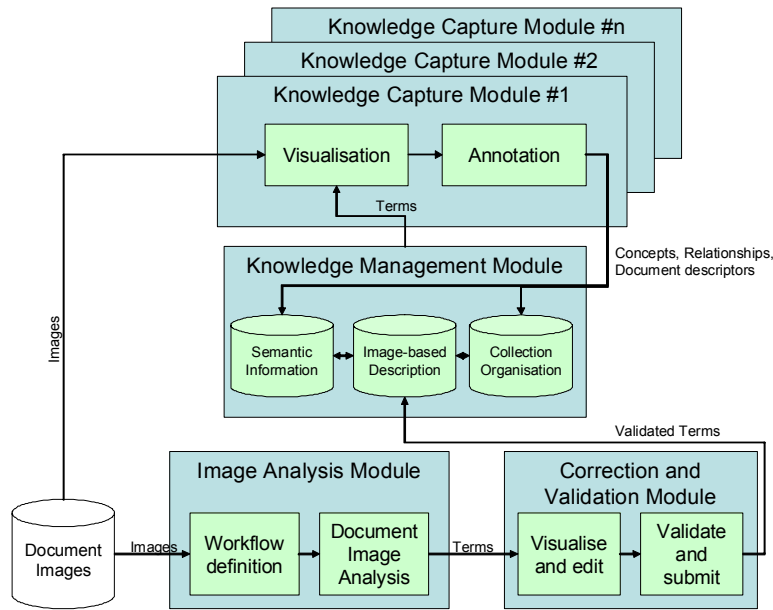 Knowledge Capture Module #n
Knowledge Capture Module #2
Knowledge Capture Module #1
Visualisation
Annotation
Terms
Concepts, Relationships,
Document descriptors
Knowledge Management Module
Semantic
Information
Image-based
Description
Collection
Organisation
Images
Validated Terms
Image Analysis Module
Correction and
Validation Module
Document
Images
Images
Workflow
definition
Document
Image
Analysis
Terms
Visualise
and edit
Validate
and
submit